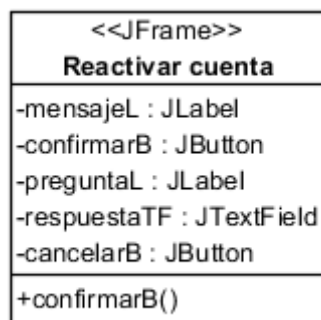 <<JFrame>>
Reactivar cuenta
-mensajeL : JLabel
-confirmarB : JButton
-preguntaL : JLabel
-respuestaTF : JTextField
-cancelarB : JButton
+confirmarB()